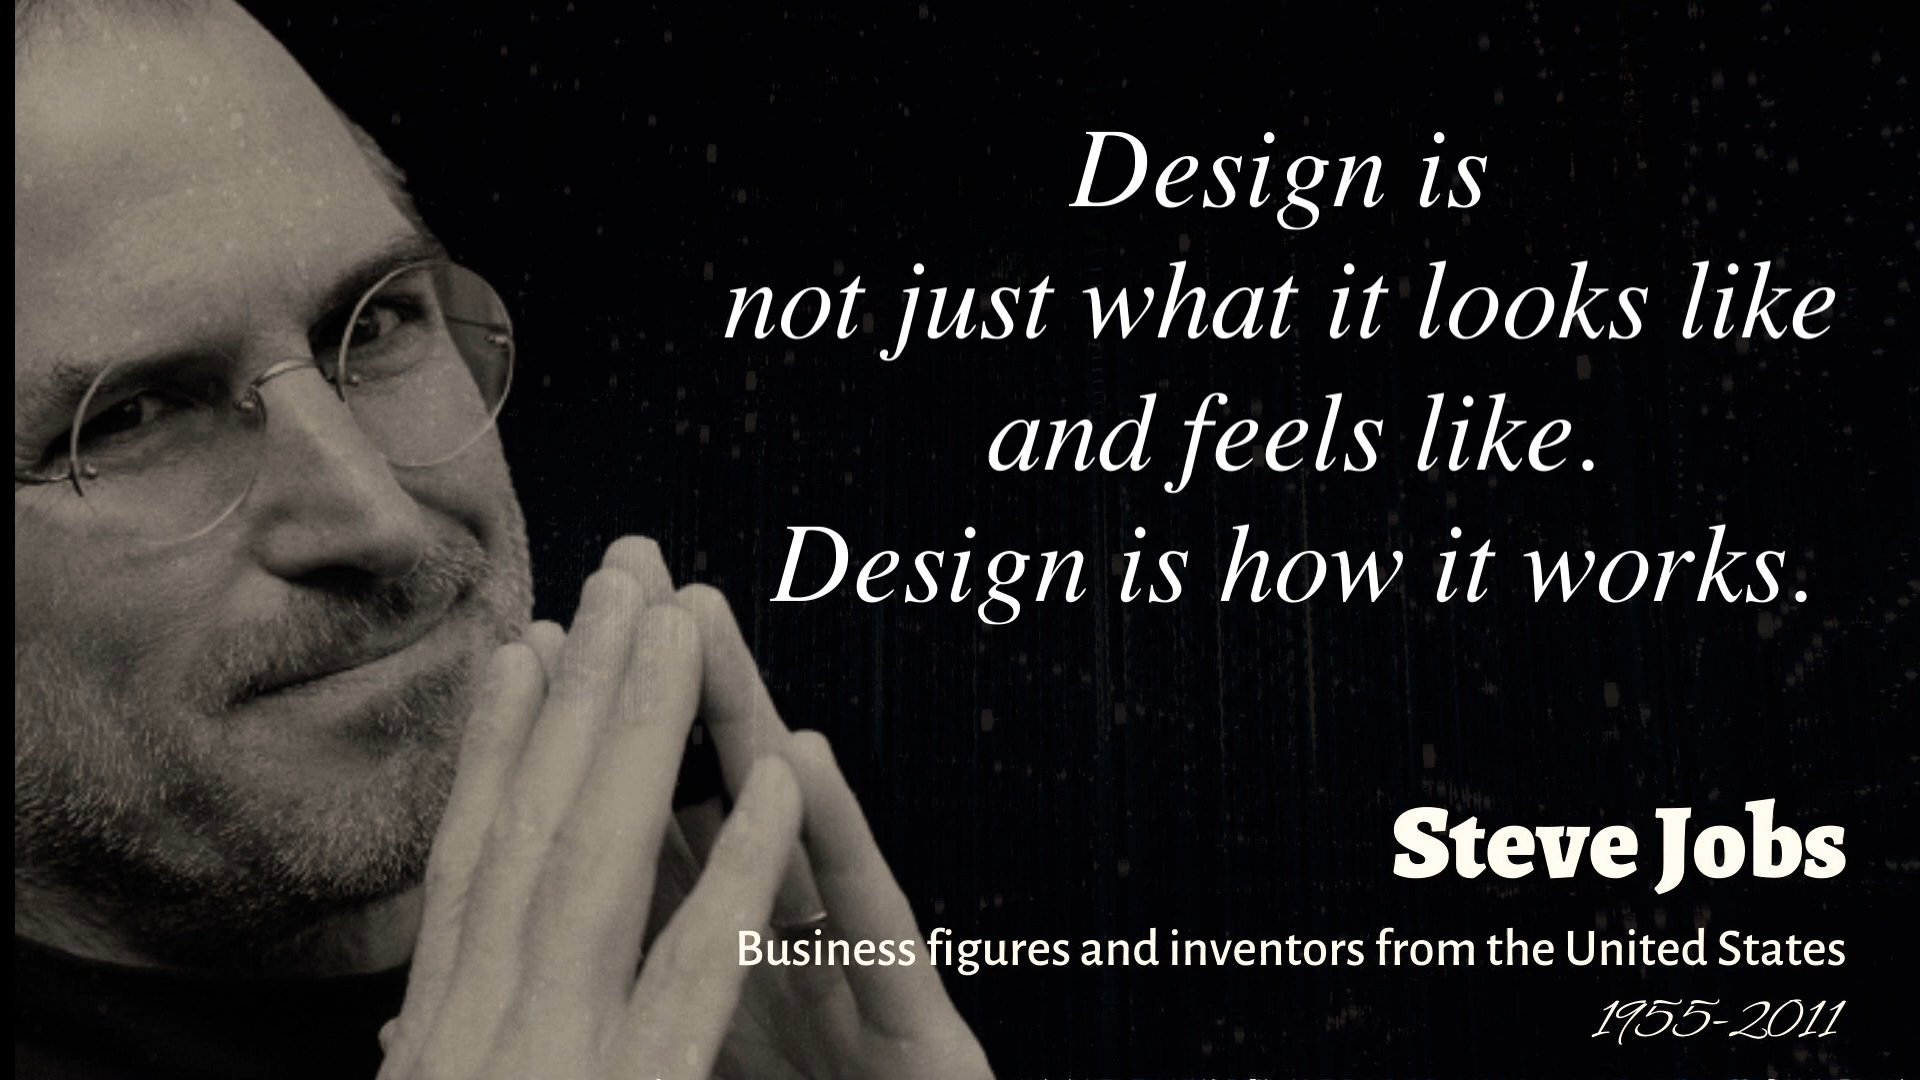 Design is
not just what it looks like
and feels like.
Design is how it works.
Steve Jobs
Business figures and inventors from the United States
1955-2011